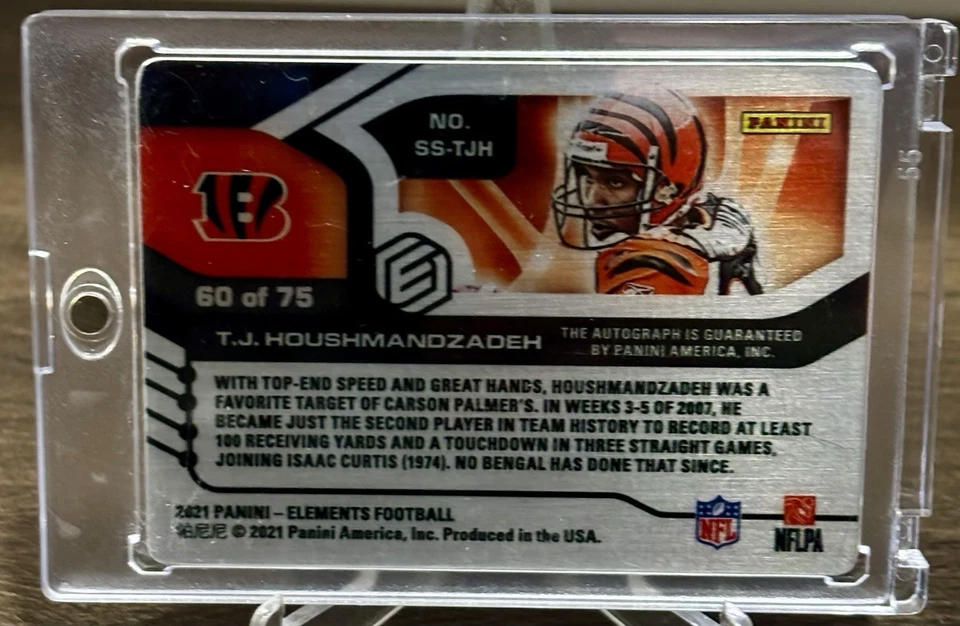 NO.
SS-TJH
PANINI
B
60 of 75
T.J. HOUSHMANDZADEH
THE AUTOGRAPH IS GUARANTEED
BY PANINI AMERICA, INC.
WITH TOP-END SPEED AND GREAT HANDS, HOUSHMANDZADEH WAS A
FAVORITE TARGET OF CARSON PALMER'S. IN WEEKS 3-5 OF 2007, HE
BECAME JUST THE SECOND PLAYER IN TEAM HISTORY TO RECORD AT LEAST
100 RECEIVING YARDS AND A TOUCHDOWN IN THREE STRAIGHT GAMES,
JOINING ISAAC CURTIS (1974). NO BENGAL HAS DONE THAT SINCE.
2021 PANINI – ELEMENTS FOOTBALL
帕尼尼 © 2021 Panini America, Inc. Produced in the USA.
NFL
NFLPA
55